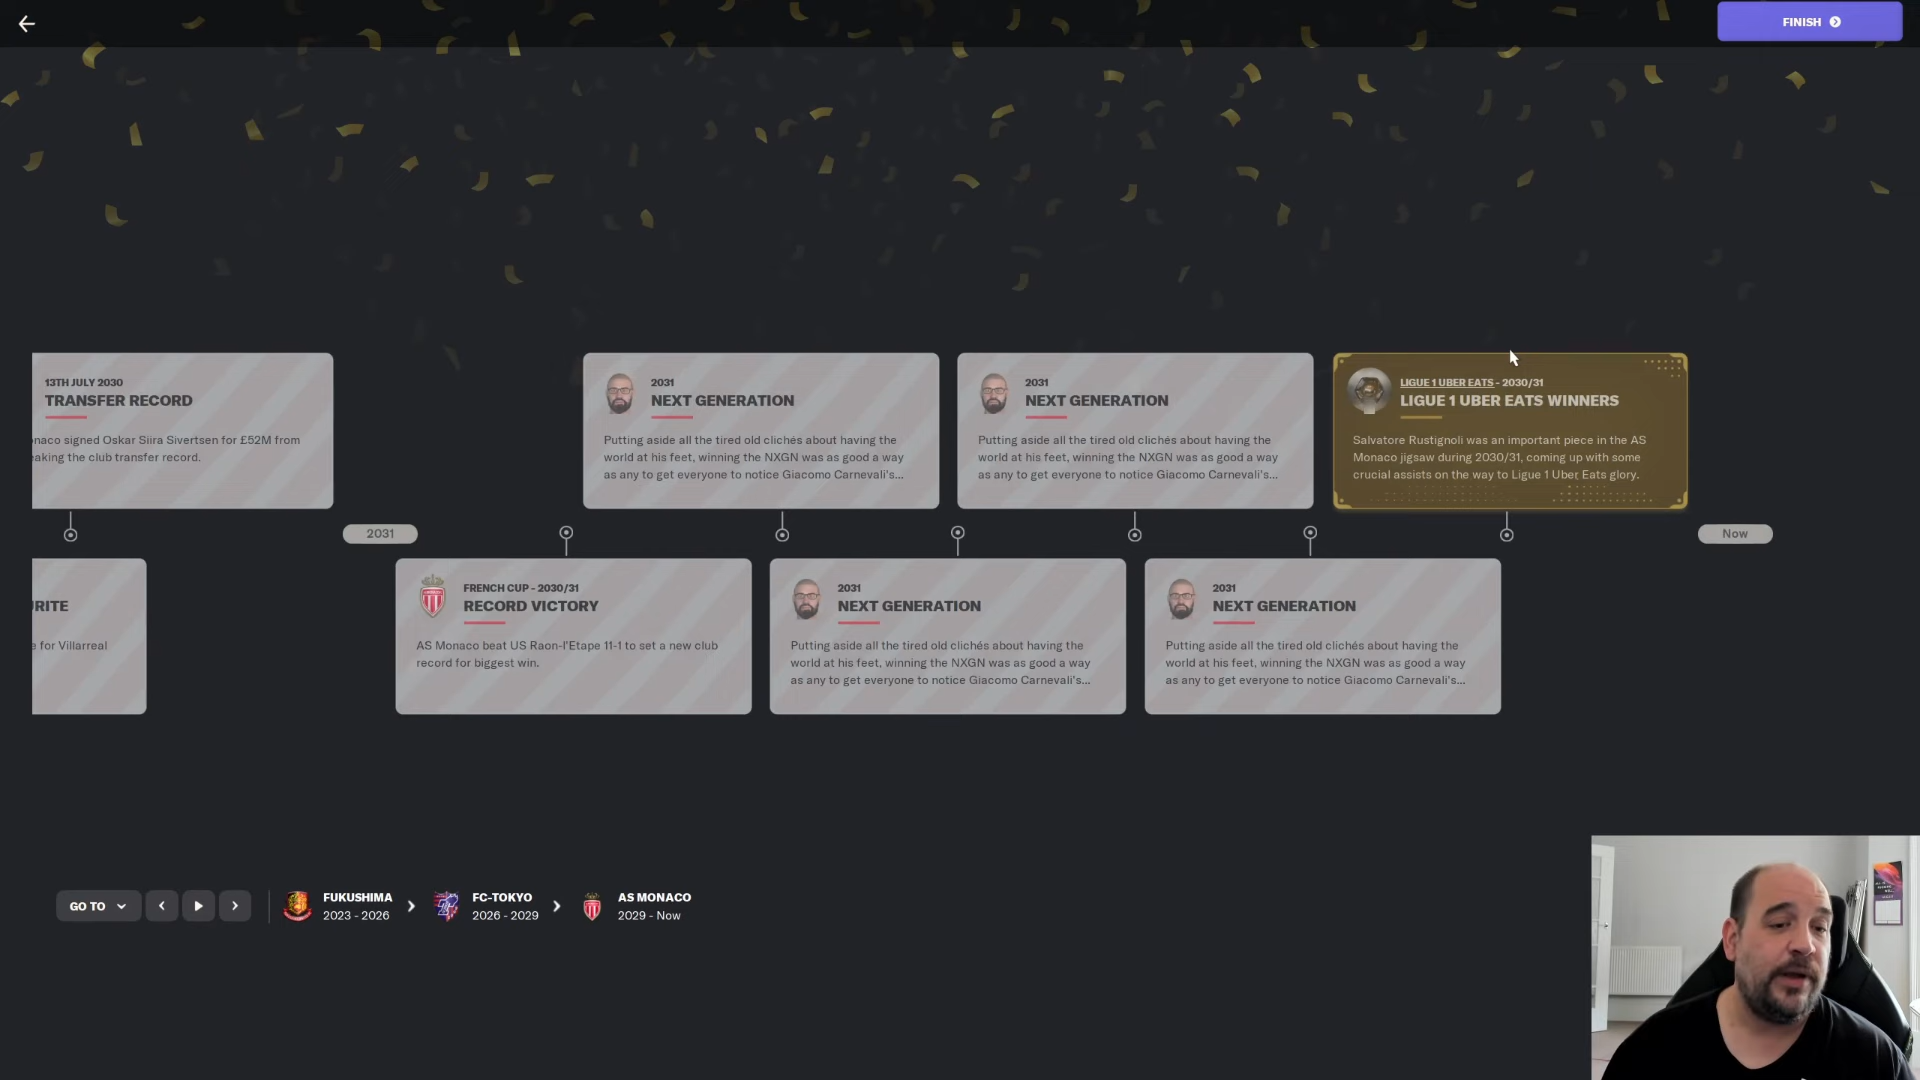 FINISH
13TH JULY 2030
TRANSFER RECORD
onaco signed Oskar Siira Sivertsen for £52M from
eaking the club transfer record.
2031
NEXT GENERATION
Putting aside all the tired old clichés about having the
world at his feet, winning the NXGN was as good a way
as any to get everyone to notice Giacomo Carnevali's...
2031
NEXT GENERATION
Putting aside all the tired old clichés about having the
world at his feet, winning the NXGN was as good a way
as any to get everyone to notice Giacomo Carnevali's...
LIGUE 1 UBER EATS - 2030/31
LIGUE 1 UBER EATS WINNERS
Salvatore Rustignoli was an important piece in the AS
Monaco jigsaw during 2030/31, coming up with some
crucial assists on the way to Ligue 1 Uber Eats glory.
2031
Now
RITE
e for Villarreal
FRENCH CUP - 2030/31
RECORD VICTORY
AS Monaco beat US Raon-l'Etape 11-1 to set a new club
record for biggest win.
2031
NEXT GENERATION
Putting aside all the tired old clichés about having the
world at his feet, winning the NXGN was as good a way
as any to get everyone to notice Giacomo Carnevali's...
2031
NEXT GENERATION
Putting aside all the tired old clichés about having the
world at his feet, winning the NXGN was as good a way
as any to get everyone to notice Giacomo Carnevali's...
GO TO
FUKUSHIMA
2023 - 2026
FC-TOKYO
2026 - 2029
AS MONACO
2029 - Now